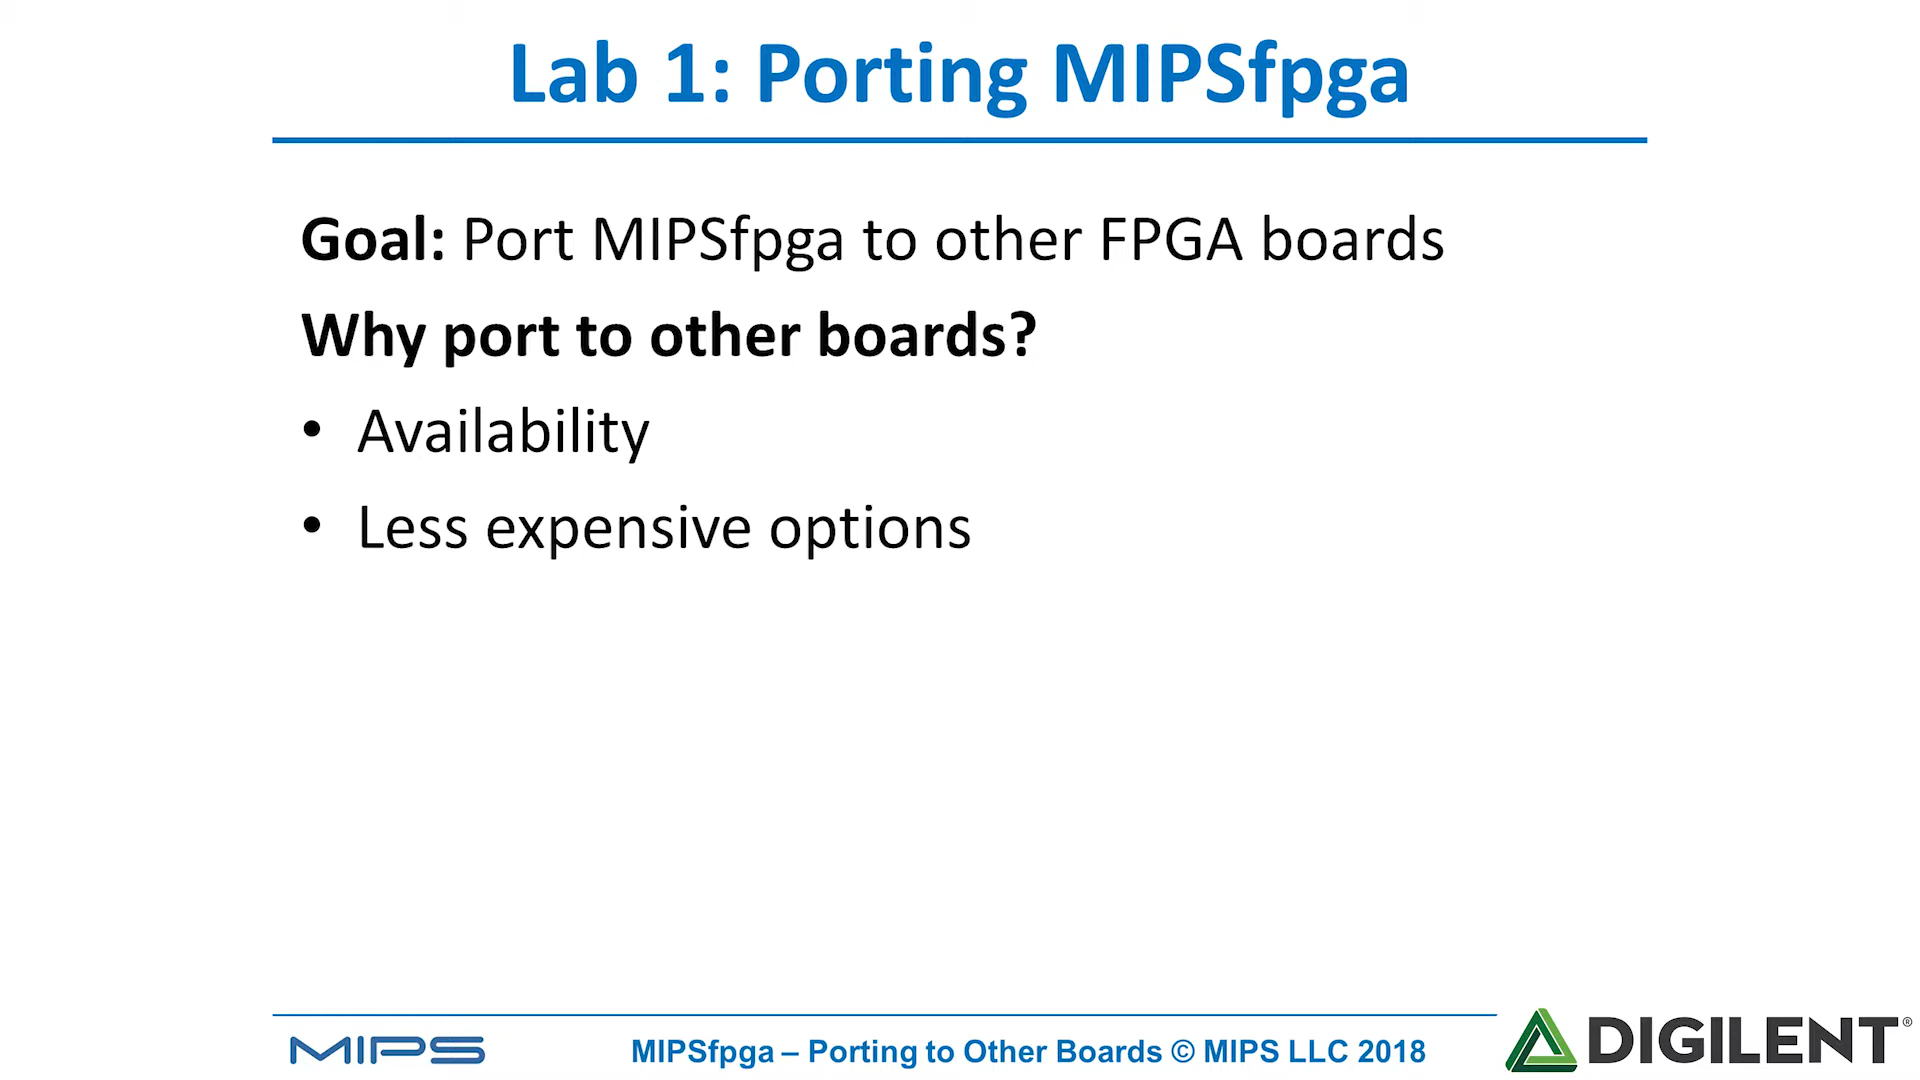 Lab 1: Porting MIPSfpga
Goal: Port MIPSfpga to other FPGA boards
Why port to other boards?
• Availability
• Less expensive options
MIPS
MIPSfpga – Porting to Other Boards © MIPS LLC 2018
DIGILENT®